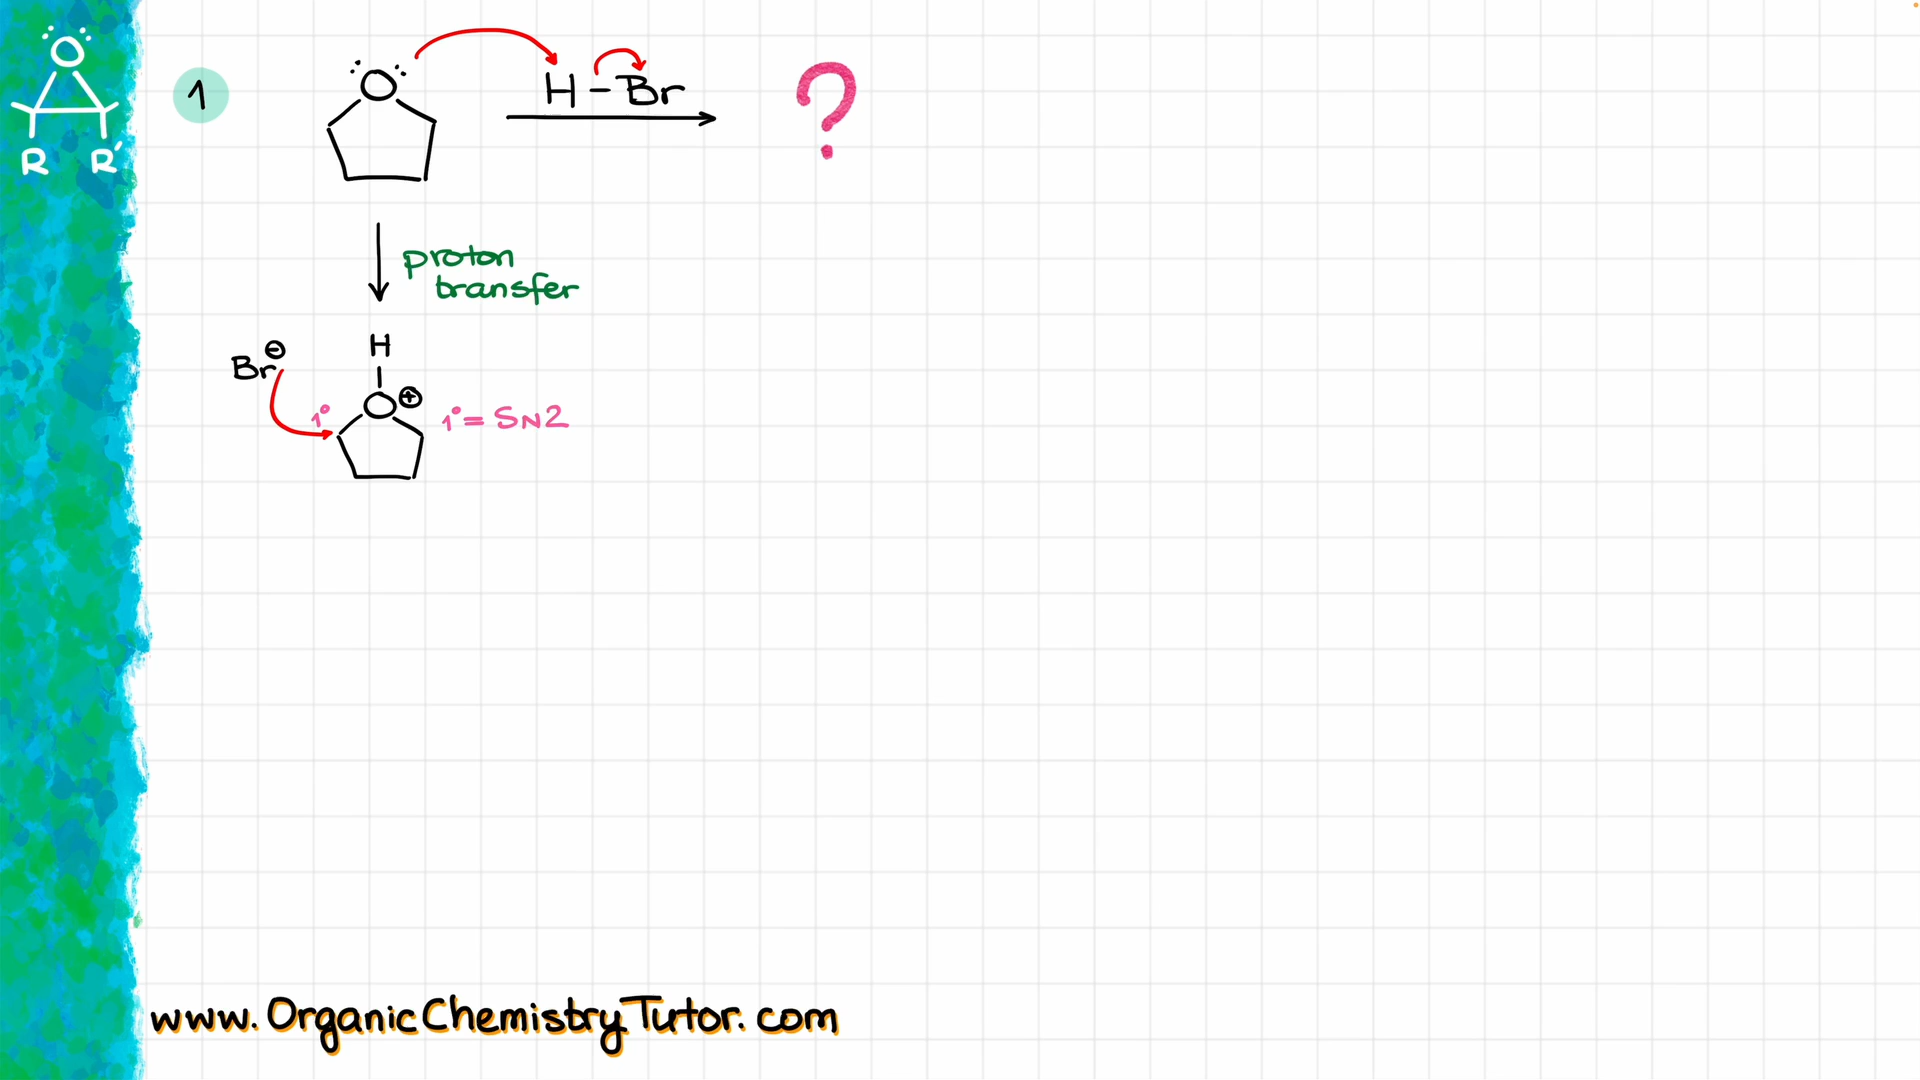 O
R R'
1
O H-Br ?
proton
transfer
H
Br ⊖
1° O ⊕ 1° = SN2
www.OrganicChemistryTutor.com